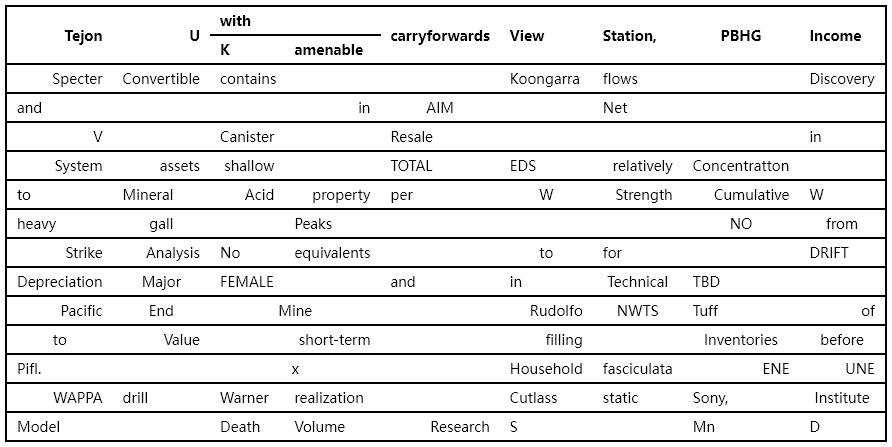 with
Tejon U carryforwards View Station, PBHG Income
K amenable
Specter Convertible contains Koongarra flows Discovery
and in AIM Net
V Canister Resale in
System assets shallow TOTAL EDS relatively Concentratton
to Mineral Acid property per W Strength Cumulative W
heavy gall Peaks NO from
Strike Analysis No equivalents to for DRIFT
Depreciation Major FEMALE and in Technical TBD
Pacific End Mine Rudolfo NWTS Tuff of
to Value short-term filling Inventories before
Pifl. x Household fasciculata ENE UNE
WAPPA drill Warner realization Cutlass static Sony, Institute
Model Death Volume Research S Mn D